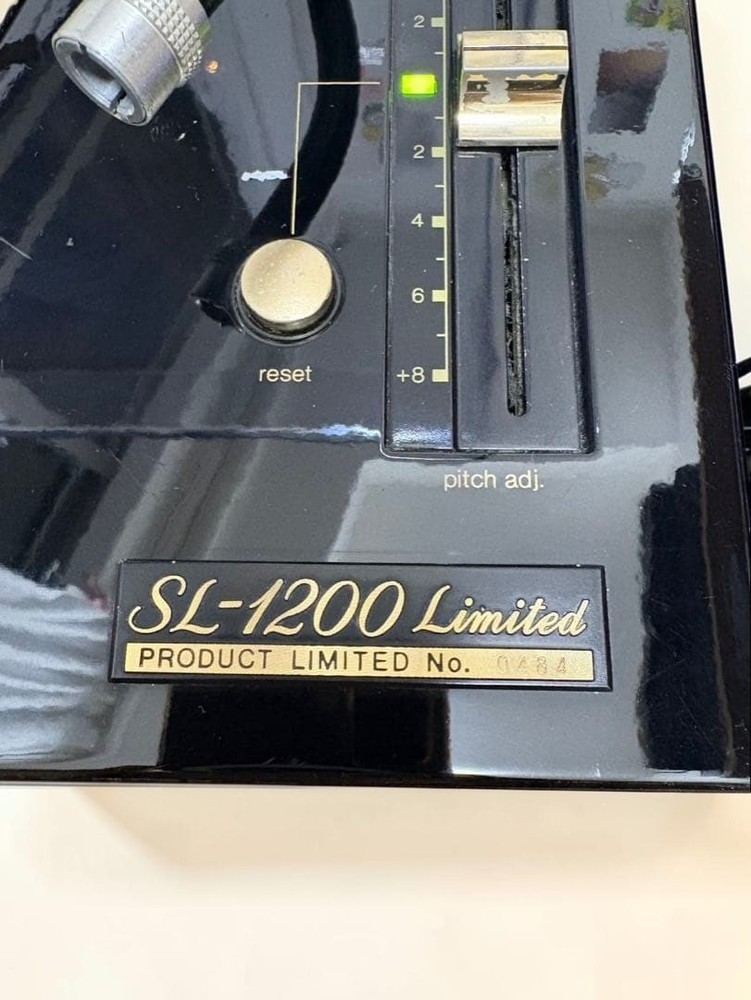 2
2
4
6
+8
reset
pitch adj.
SL-1200 Limited
PRODUCT LIMITED No. 0484